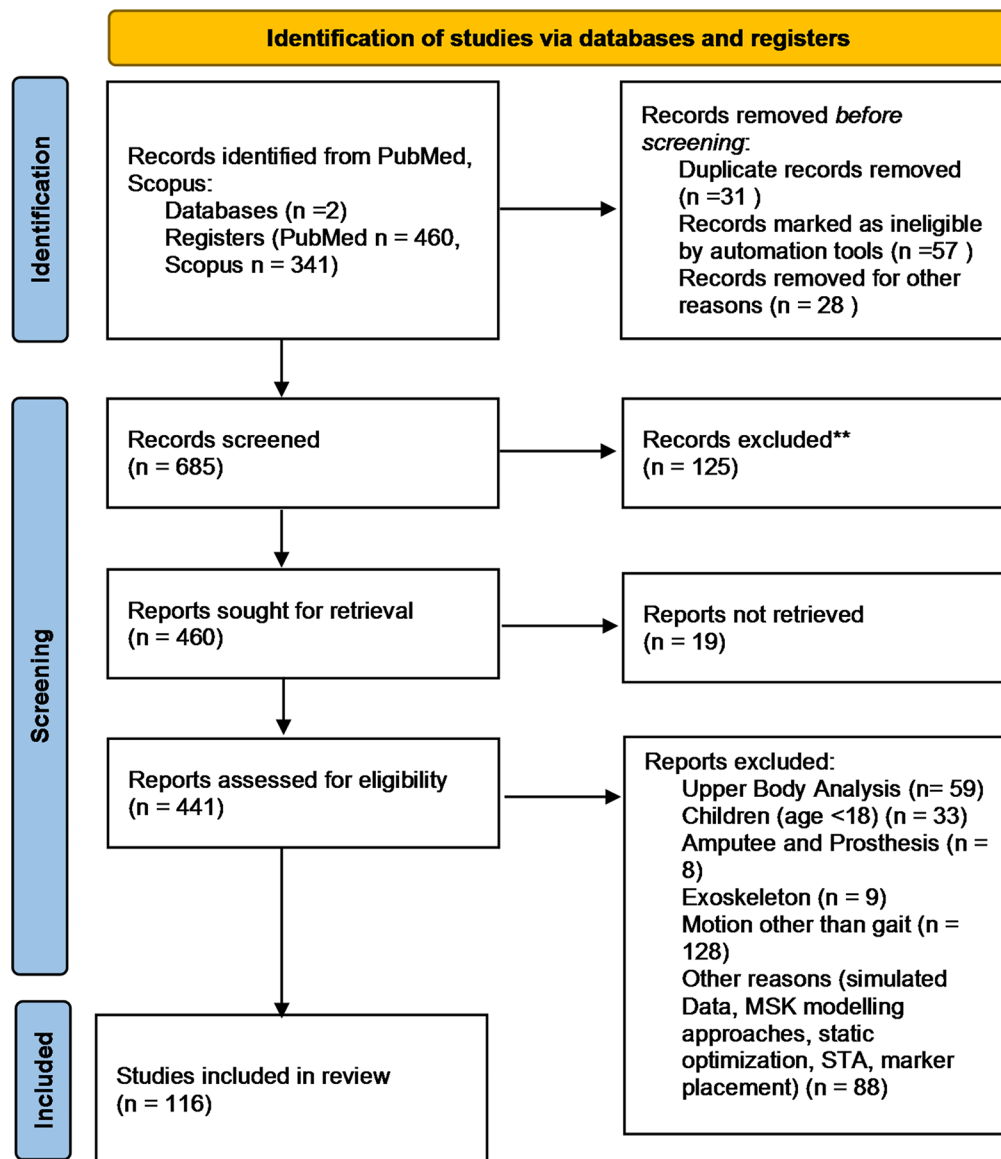 Identification of studies via databases and registers
Identification
Records identified from PubMed,
Scopus:
Databases (n =2)
Registers (PubMed n = 460,
Scopus n = 341)
Records removed before
screening:
Duplicate records removed
(n =31 )
Records marked as ineligible
by automation tools (n =57 )
Records removed for other
reasons (n = 28 )
Screening
Records screened
(n = 685)
Records excluded**
(n = 125)
Reports sought for retrieval
(n = 460)
Reports not retrieved
(n = 19)
Reports assessed for eligibility
(n = 441)
Reports excluded:
Upper Body Analysis (n= 59)
Children (age <18) (n = 33)
Amputee and Prosthesis (n =
8)
Exoskeleton (n = 9)
Motion other than gait (n =
128)
Other reasons (simulated
Data, MSK modelling
approaches, static
optimization, STA, marker
placement) (n = 88)
Included
Studies included in review
(n = 116)